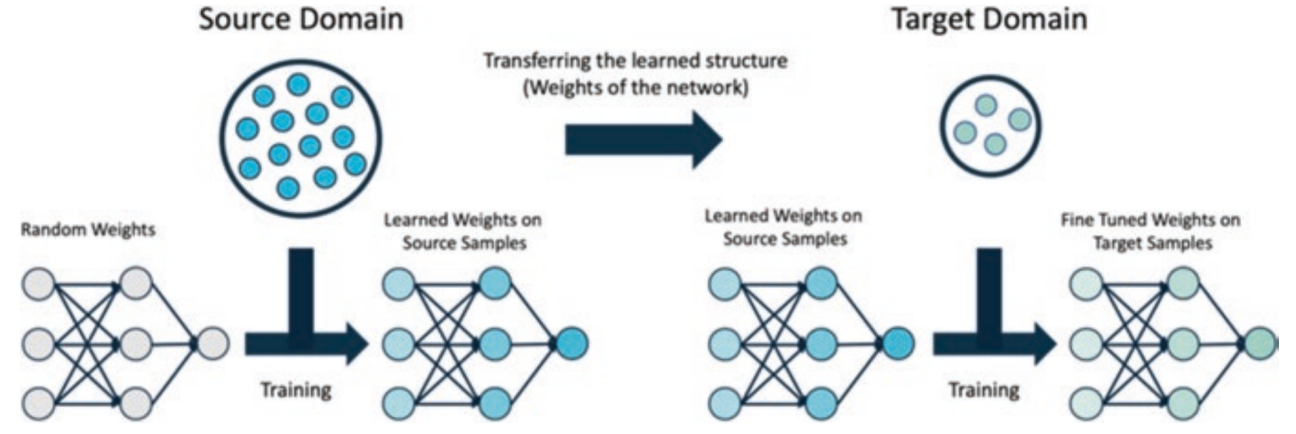 Source Domain
Target Domain
Transferring the learned structure
(Weights of the network)
Random Weights
Learned Weights on
Source Samples
Learned Weights on
Source Samples
Fine Tuned Weights on
Target Samples
Training
Training